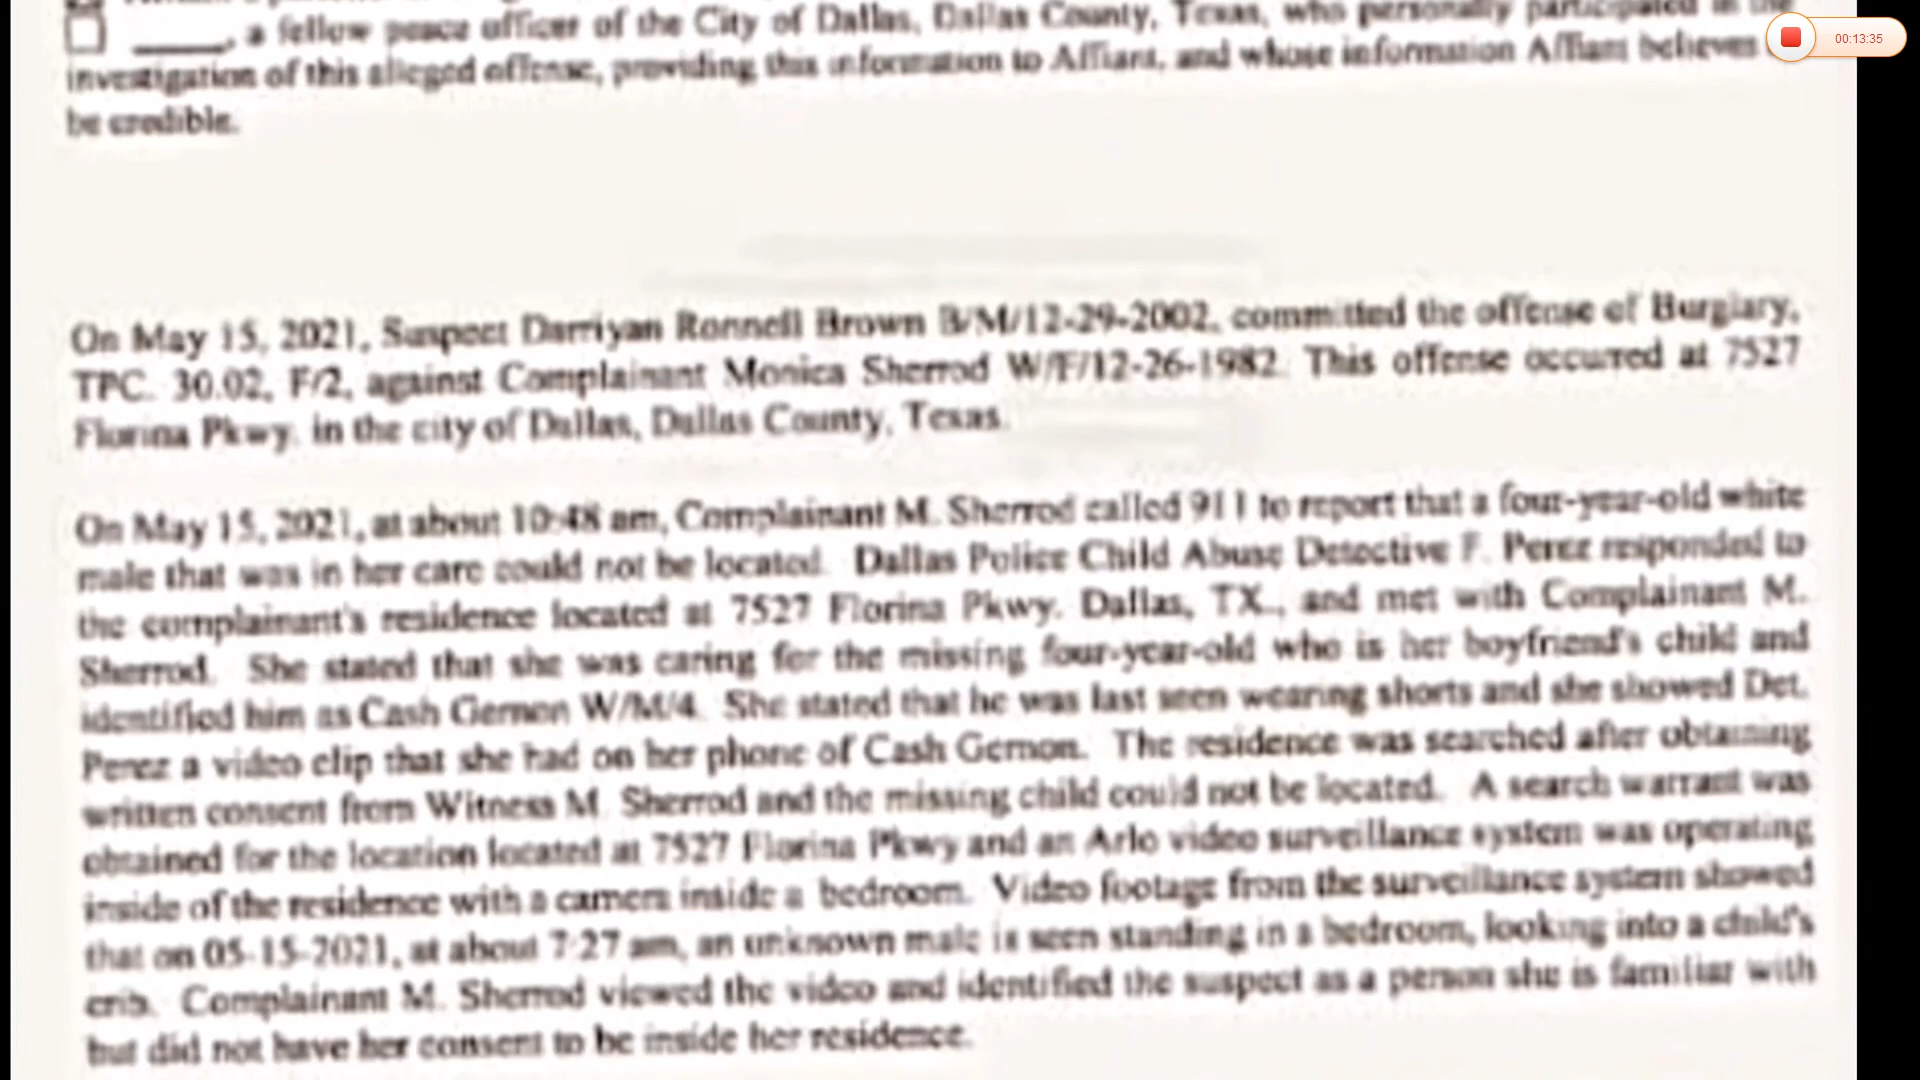 _____, a fellow peace officer of the City of Dallas, Dallas County, Texas, who personally participated in the
investigation of this alleged offense, providing this information to Affiant, and whose information Affiant believes
be credible.
00:13:35
On May 15, 2021, Suspect Darriyan Ronnell Brown B/M/12-29-2002, committed the offense of Burglary,
TPC. 30.02, F/2, against Complainant Monica Sherrod W/F/12-26-1982. This offense occurred at 7527
Florina Pkwy. in the city of Dallas, Dallas County, Texas.
On May 15, 2021, at about 10:48 am, Complainant M. Sherrod called 911 to report that a four-year-old white
male that was in her care could not be located. Dallas Police Child Abuse Detective F. Perez responded to
the complainant's residence located at 7527 Florina Pkwy. Dallas, TX., and met with Complainant M.
Sherrod. She stated that she was caring for the missing four-year-old who is her boyfriend's child and
identified him as Cash Gernon W/M/4. She stated that he was last seen wearing shorts and she showed Det.
Perez a video clip that she had on her phone of Cash Gernon. The residence was searched after obtaining
written consent from Witness M. Sherrod and the missing child could not be located. A search warrant was
obtained for the location located at 7527 Florina Pkwy and an Arlo video surveillance system was operating
inside of the residence with a camera inside a bedroom. Video footage from the surveillance system showed
that on 05-15-2021, at about 7:27 am, an unknown male is seen standing in a bedroom, looking into a child's
crib. Complainant M. Sherrod viewed the video and identified the suspect as a person she is familiar with
but did not have her consent to be inside her residence.